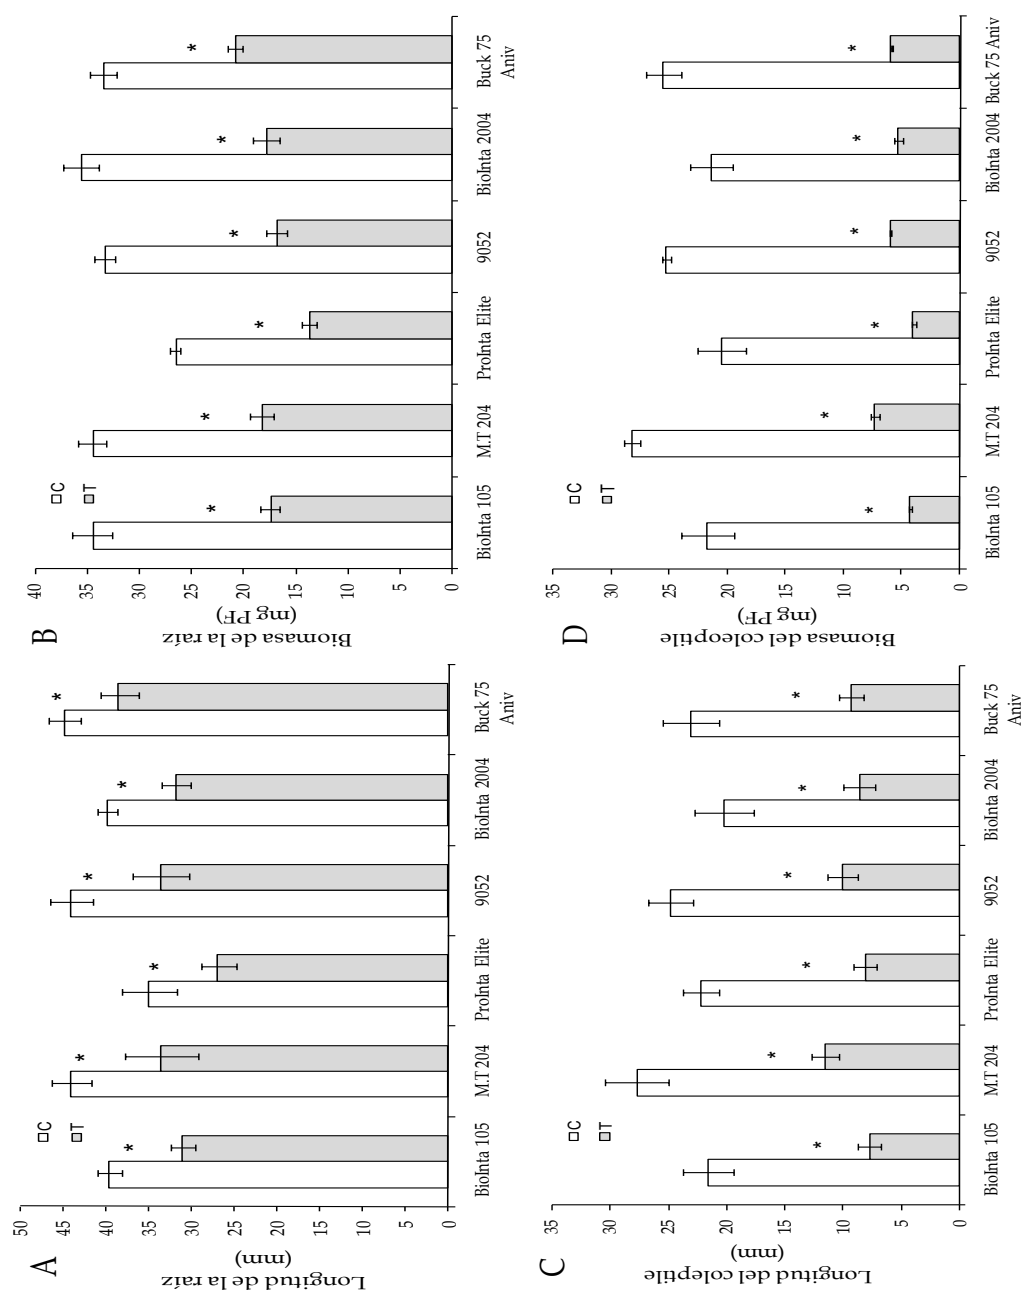 A
Longitud de la raíz
(mm)
50
45
40
35
30
25
20
15
10
5
0
C
T
*
*
*
*
*
*
BioInta 105
M.T 204
ProInta Elite
9052
BioInta 2004
Buck 75
Aniv
B
Biomasa de la raíz
(mg PF)
40
35
30
25
20
15
10
5
0
C
T
*
*
*
*
*
*
BioInta 105
M.T 204
ProInta Elite
9052
BioInta 2004
Buck 75
Aniv
C
Longitud del coleptile
(mm)
35
30
25
20
15
10
5
0
C
T
*
*
*
*
*
*
BioInta 105
M.T 204
ProInta Elite
9052
BioInta 2004
Buck 75
Aniv
D
Biomasa del coleoptile
(mg PF)
35
30
25
20
15
10
5
0
C
T
*
*
*
*
*
*
BioInta 105
M.T 204
ProInta Elite
9052
BioInta 2004
Buck 75 Aniv